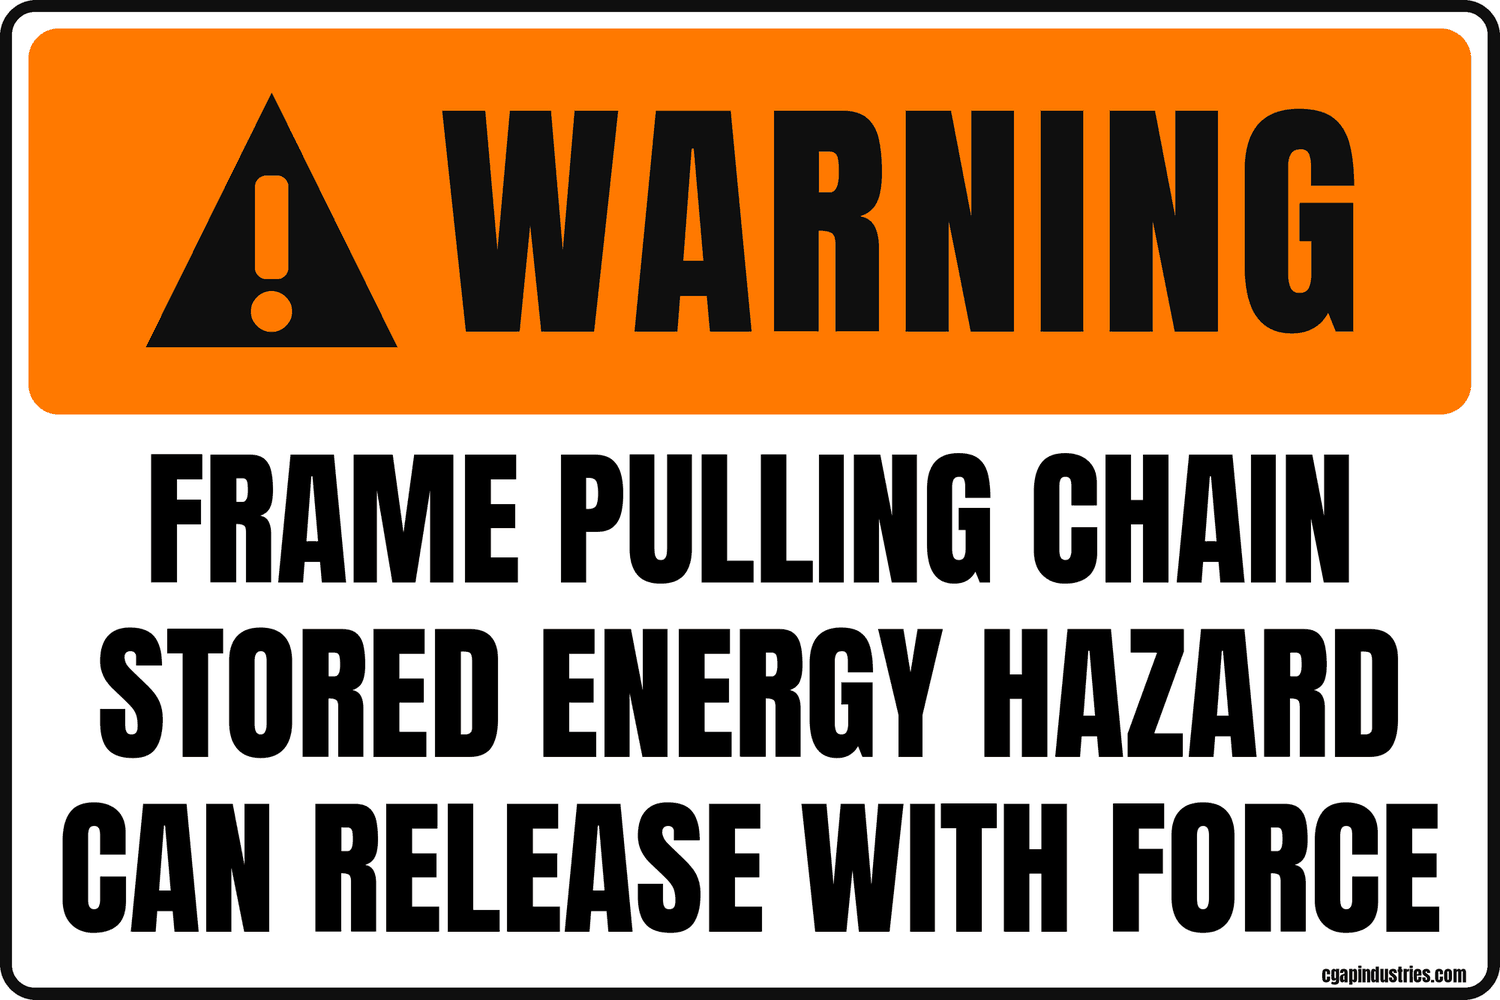 WARNING
FRAME PULLING CHAIN
STORED ENERGY HAZARD
CAN RELEASE WITH FORCE
cgapindustries.com